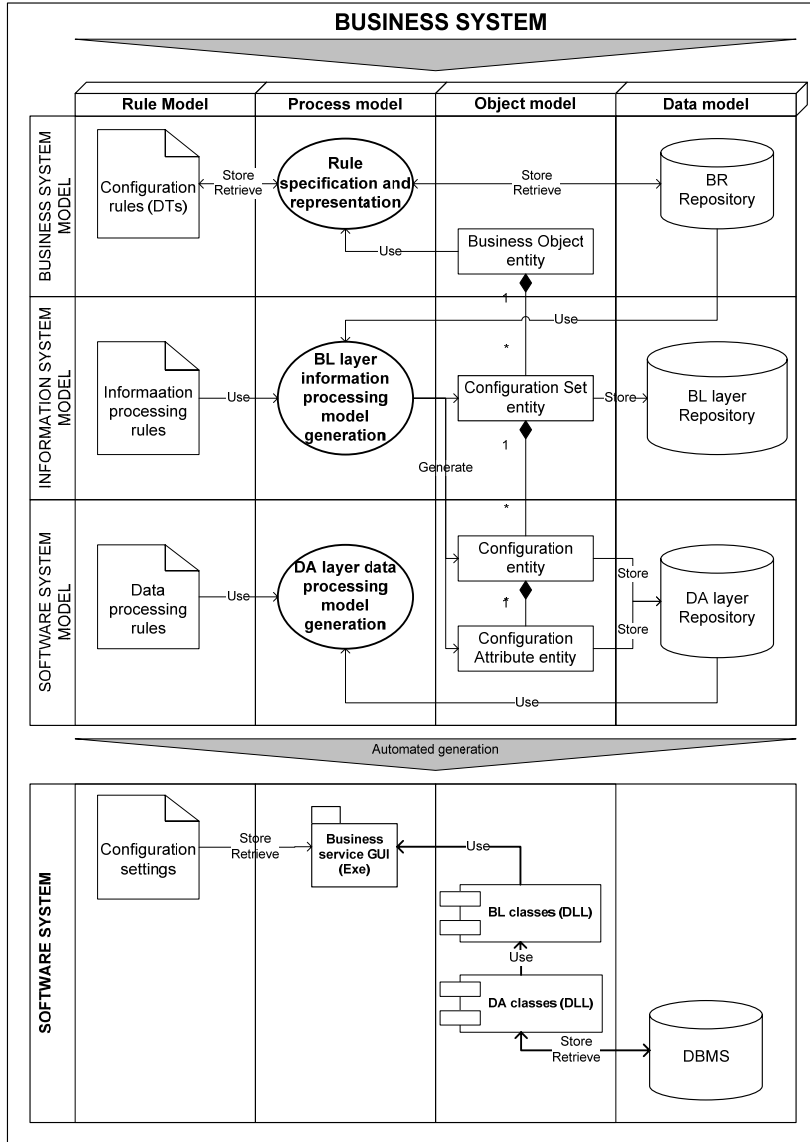 BUSINESS SYSTEM
Rule Model
Process model
Object model
Data model
BUSINESS SYSTEM
MODEL
Configuration
rules (DTs)
Store
Retrieve
Rule
specification and
representation
Store
Retrieve
BR
Repository
Use
Business Object
entity
1
Use
*
INFORMATION SYSTEM
MODEL
Informaation
processing
rules
Use
BL layer
information
processing
model
generation
Configuration Set
entity
Store
BL layer
Repository
1
Generate
*
SOFTWARE SYSTEM
MODEL
Data
processing
rules
Use
DA layer data
processing
model
generation
Configuration
entity
Store
DA layer
Repository
1
*
Configuration
Attribute entity
Store
Use
Automated generation
SOFTWARE SYSTEM
Configuration
settings
Store
Retrieve
Business
service GUI
(Exe)
Use
BL classes (DLL)
Use
DA classes (DLL)
Store
Retrieve
DBMS